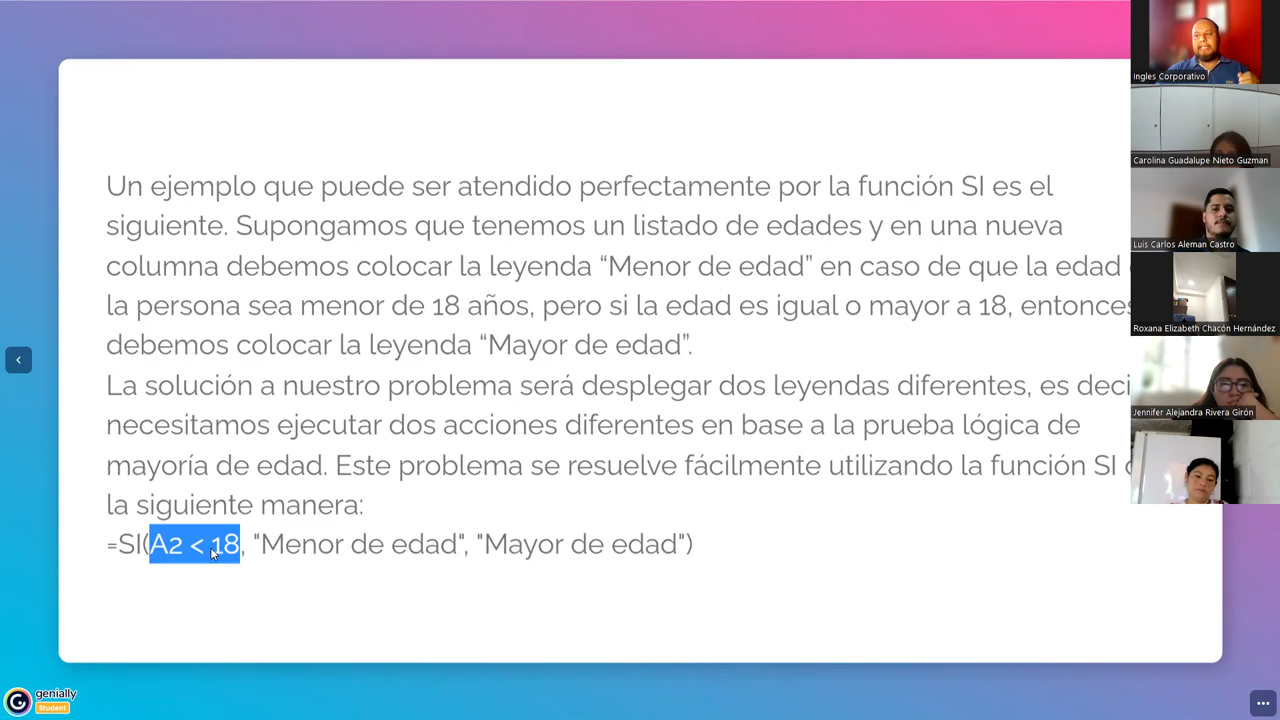 Un ejemplo que puede ser atendido perfectamente por la función SI es el
siguiente. Supongamos que tenemos un listado de edades y en una nueva
columna debemos colocar la leyenda “Menor de edad” en caso de que la edad
la persona sea menor de 18 años, pero si la edad es igual o mayor a 18, entonces
debemos colocar la leyenda “Mayor de edad”.
La solución a nuestro problema será desplegar dos leyendas diferentes, es deci
necesitamos ejecutar dos acciones diferentes en base a la prueba lógica de
mayoría de edad. Este problema se resuelve fácilmente utilizando la función SI
la siguiente manera:
=SI(A2 < 18, "Menor de edad", "Mayor de edad")
Ingles Corporativo
Carolina Guadalupe Nieto Guzman
Luis Carlos Aleman Castro
Roxana Elizabeth Chacón Hernández
Jennifer Alejandra Rivera Girón
genially
Student